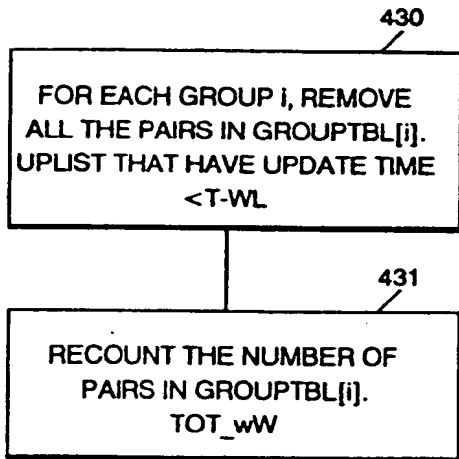 430
FOR EACH GROUP i, REMOVE
ALL THE PAIRS IN GROUPTBL[i].
UPLIST THAT HAVE UPDATE TIME
<T-WL
431
RECOUNT THE NUMBER OF
PAIRS IN GROUPTBL[i].
TOT_wW